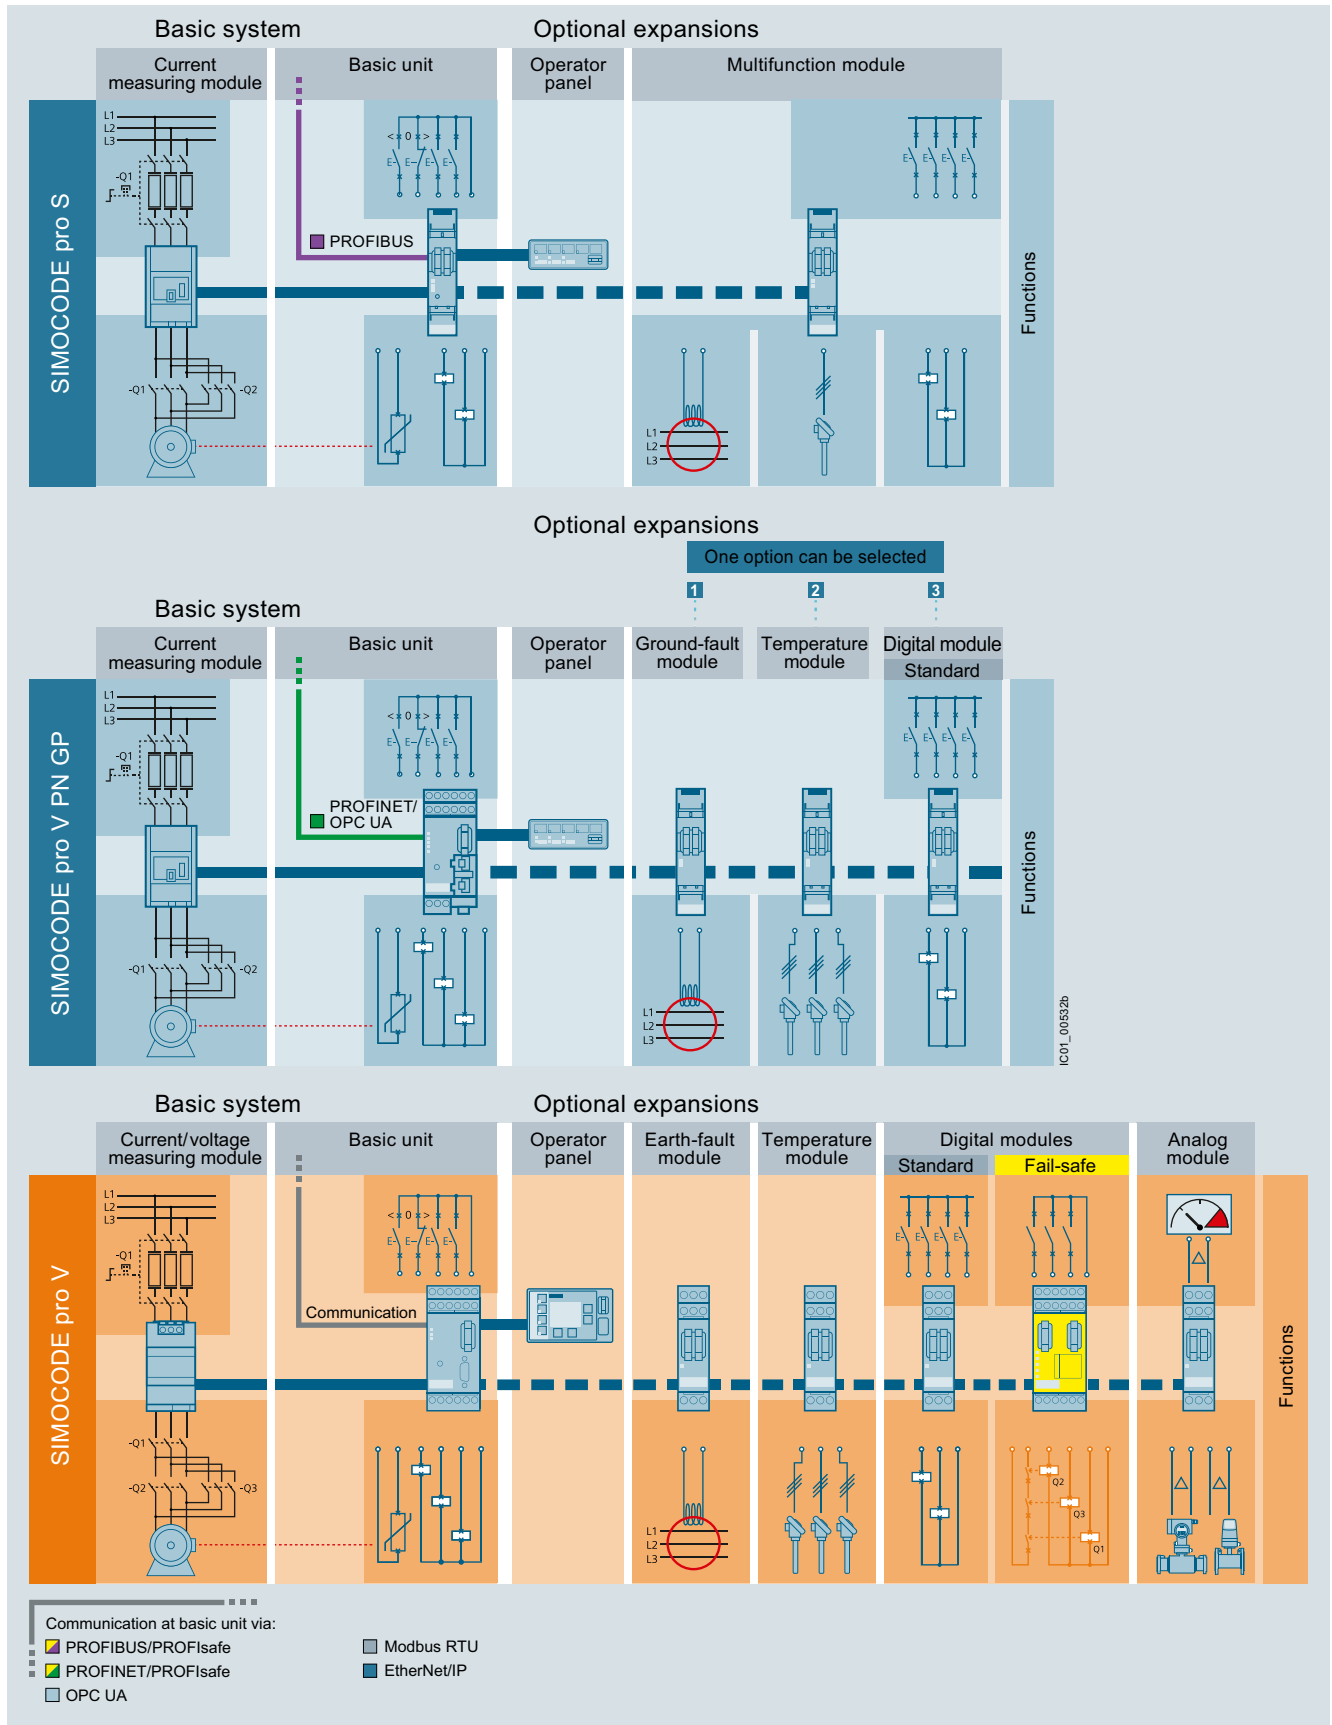 Basic system
Optional expansions
Current
measuring module
Basic unit
Operator
panel
Multifunction module
SIMOCODE pro S
L1
L2
L3
-Q1
< 0 >
E- E- E- E-
E- E- E- E-
PROFIBUS
Functions
-Q1
-Q2
L1
L2
L3
Optional expansions
One option can be selected
1
2
3
Basic system
Current
measuring module
Basic unit
Operator
panel
Ground-fault
module
Temperature
module
Digital module
Standard
SIMOCODE pro V PN GP
L1
L2
L3
-Q1
< 0 >
E- E- E- E-
E- E- E- E-
PROFINET/
OPC UA
Functions
-Q1
-Q2
L1
L2
L3
IC01_00532b
Basic system
Optional expansions
Current/voltage
measuring module
Basic unit
Operator
panel
Earth-fault
module
Temperature
module
Digital modules
Standard
Fail-safe
Analog
module
SIMOCODE pro V
L1
L2
L3
-Q1
< 0 >
E- E- E- E-
E- E- E- E-
Communication
Functions
-Q1
-Q2
-Q3
L1
L2
L3
Q2
Q3
Q1
Communication at basic unit via:
PROFIBUS/PROFIsafe
PROFINET/PROFIsafe
OPC UA
Modbus RTU
EtherNet/IP